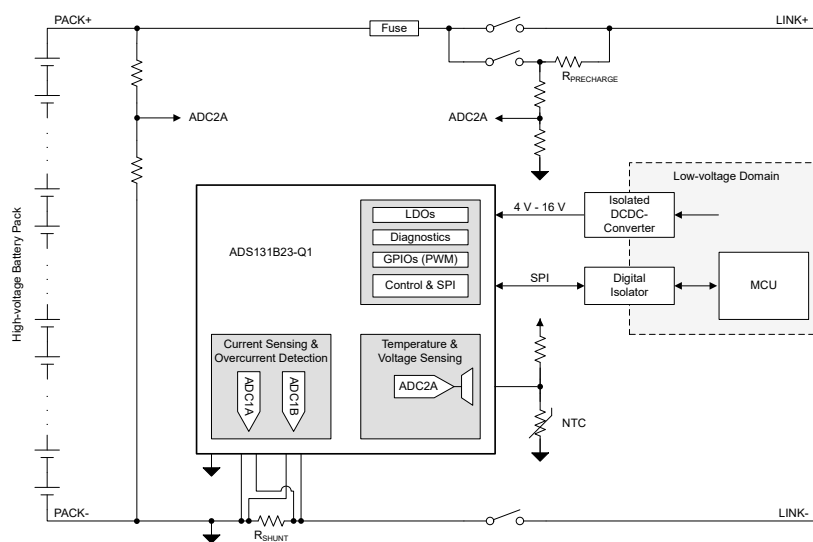 PACK+
Fuse
LINK+
R PRECHARGE
ADC2A
ADC2A
High-voltage Battery Pack
Low-voltage Domain
4 V - 16 V
Isolated
DCDC-
Converter
LDOs
Diagnostics
GPIOs (PWM)
Control & SPI
ADS131B23-Q1
SPI
Digital
Isolator
MCU
Current Sensing &
Overcurrent Detection
ADC1A
ADC1B
Temperature &
Voltage Sensing
ADC2A
NTC
PACK-
R SHUNT
LINK-